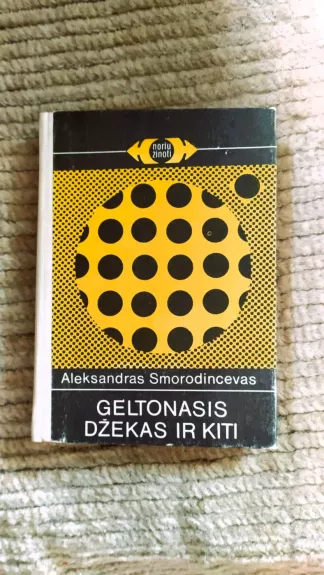 noriu
žinoti
Aleksandras Smorodincevas
GELTONASIS
DŽEKAS IR KITI